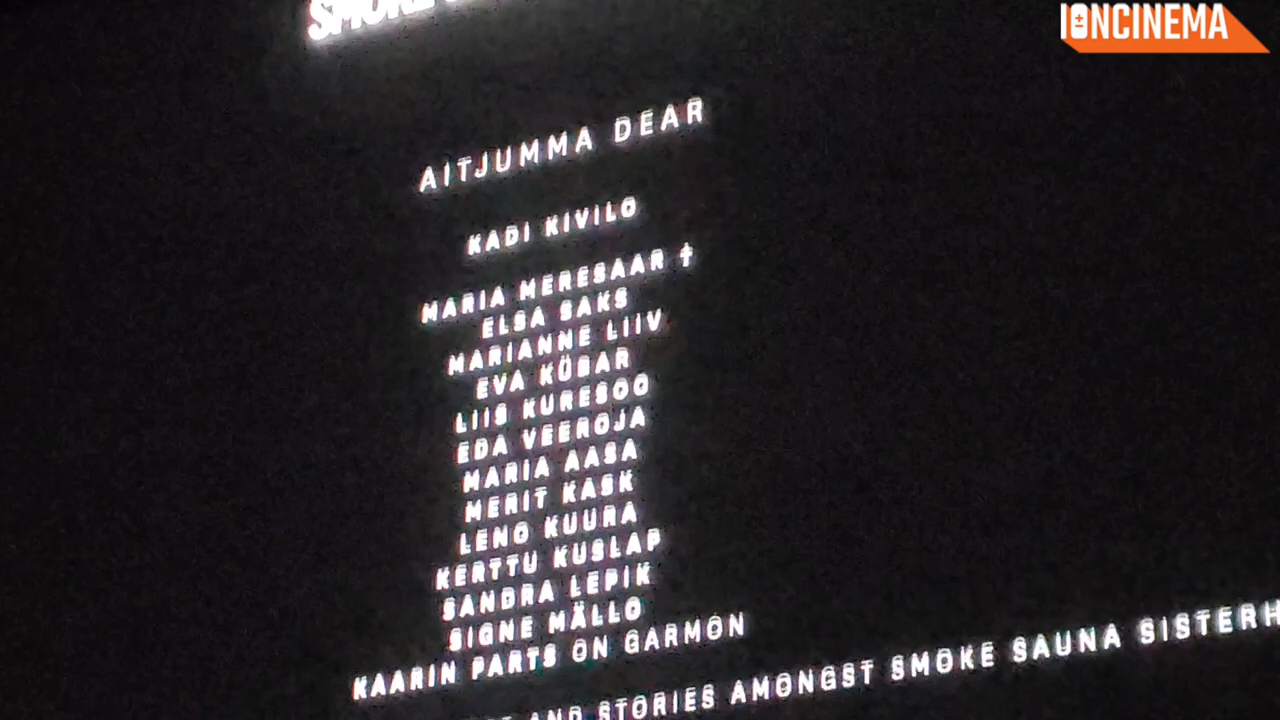 SMOKE
IONCINEMA
AITJUMMA DEAR
KADI KIVILO
MARIA MERESAAR ✝
ELSA SAKS
MARIANNE LIIV
EVA KÜBAR
LIIS KURESOO
EDA VEEROJA
MARIA AASA
MERIT KASK
LENO KUURA
KERTTU KUSLAP
SANDRA LEPIK
SIGNE MÄLLO
KAARIN PARTS ON GARMON
AND STORIES AMONGST SMOKE SAUNA SISTERH